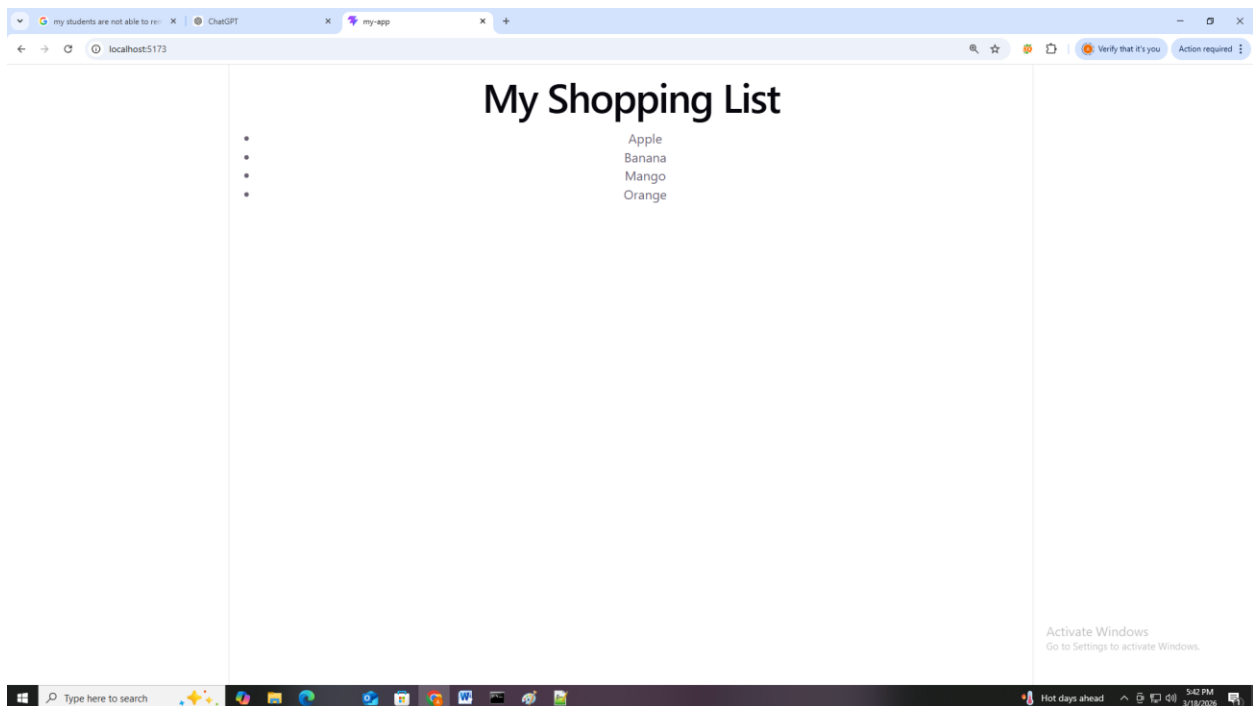 my students are not able to ren
ChatGPT
my-app
localhost:5173
Verify that it's you
Action required
My Shopping List
Apple
Banana
Mango
Orange
Activate Windows
Go to Settings to activate Windows.
Type here to search
Hot days ahead
5:42 PM
3/18/2026